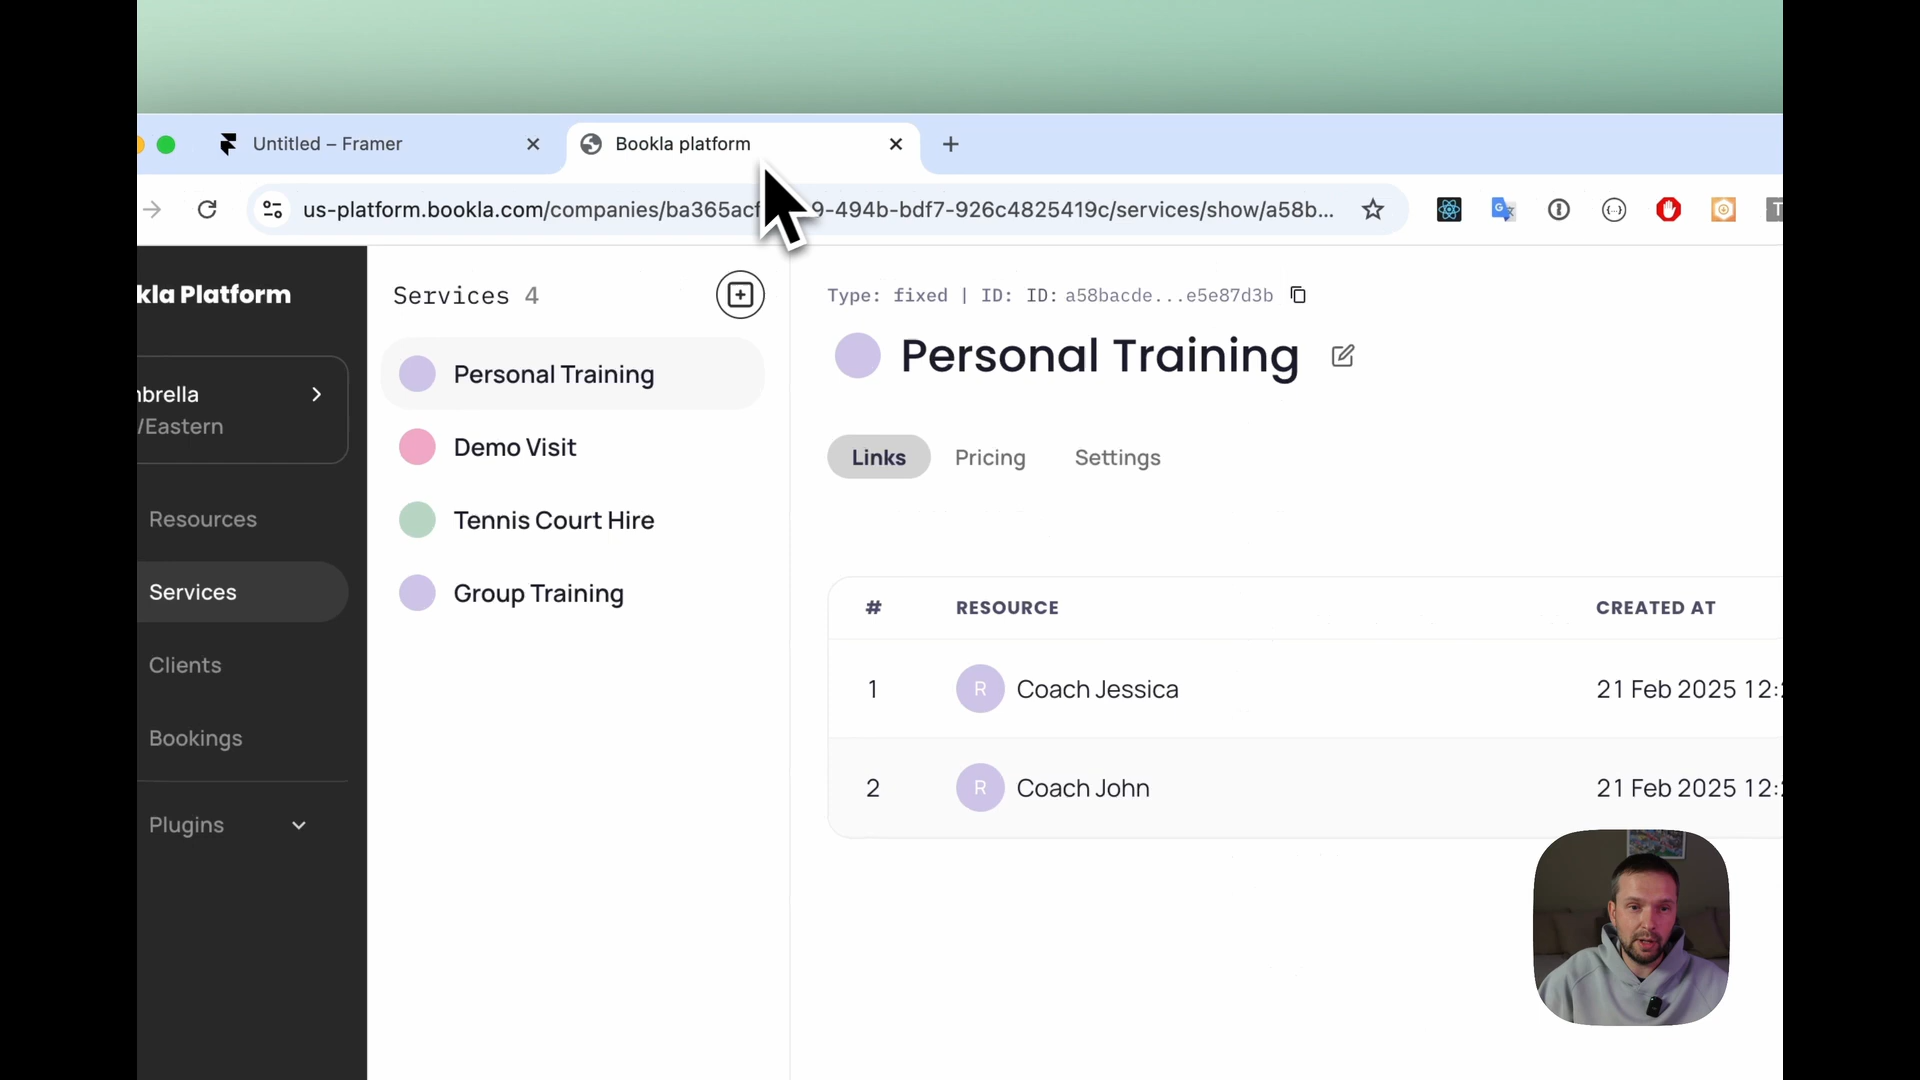 Untitled – Framer
Bookla platform
us-platform.bookla.com/companies/ba365acf 9-494b-bdf7-926c4825419c/services/show/a58b...
kla Platform
Services 4
Type: fixed | ID: ID: a58bacde...e5e87d3b
Personal Training
Personal Training
nbrella
/Eastern
Demo Visit
Links
Pricing
Settings
Tennis Court Hire
Resources
Services
Group Training
# RESOURCE CREATED AT
Clients
1 R Coach Jessica 21 Feb 2025 12:
Bookings
2 R Coach John 21 Feb 2025 12:
Plugins